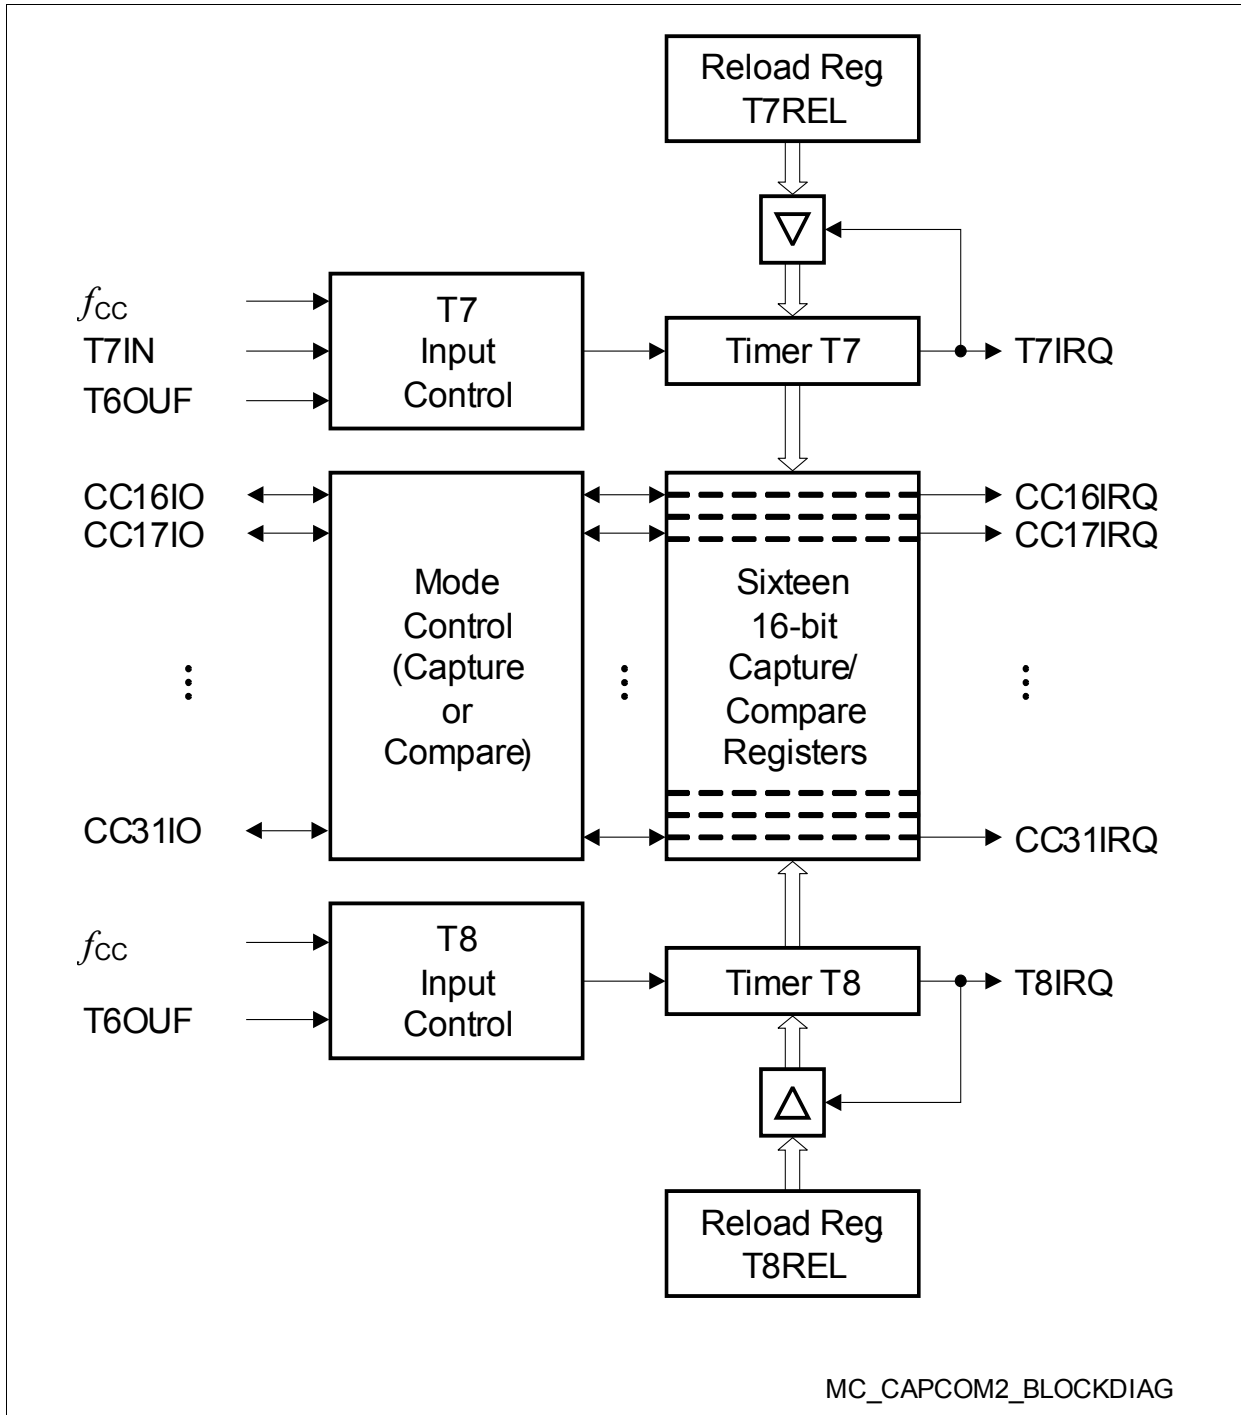 Reload Reg.
T7REL
fCC
T7IN
T6OUF
T7
Input
Control
Timer T7
T7IRQ
CC16IO
CC17IO
CC31IO
Mode
Control
(Capture
or
Compare)
Sixteen
16-bit
Capture/
Compare
Registers
CC16IRQ
CC17IRQ
CC31IRQ
fCC
T6OUF
T8
Input
Control
Timer T8
T8IRQ
Reload Reg.
T8REL
MC_CAPCOM2_BLOCKDIAG